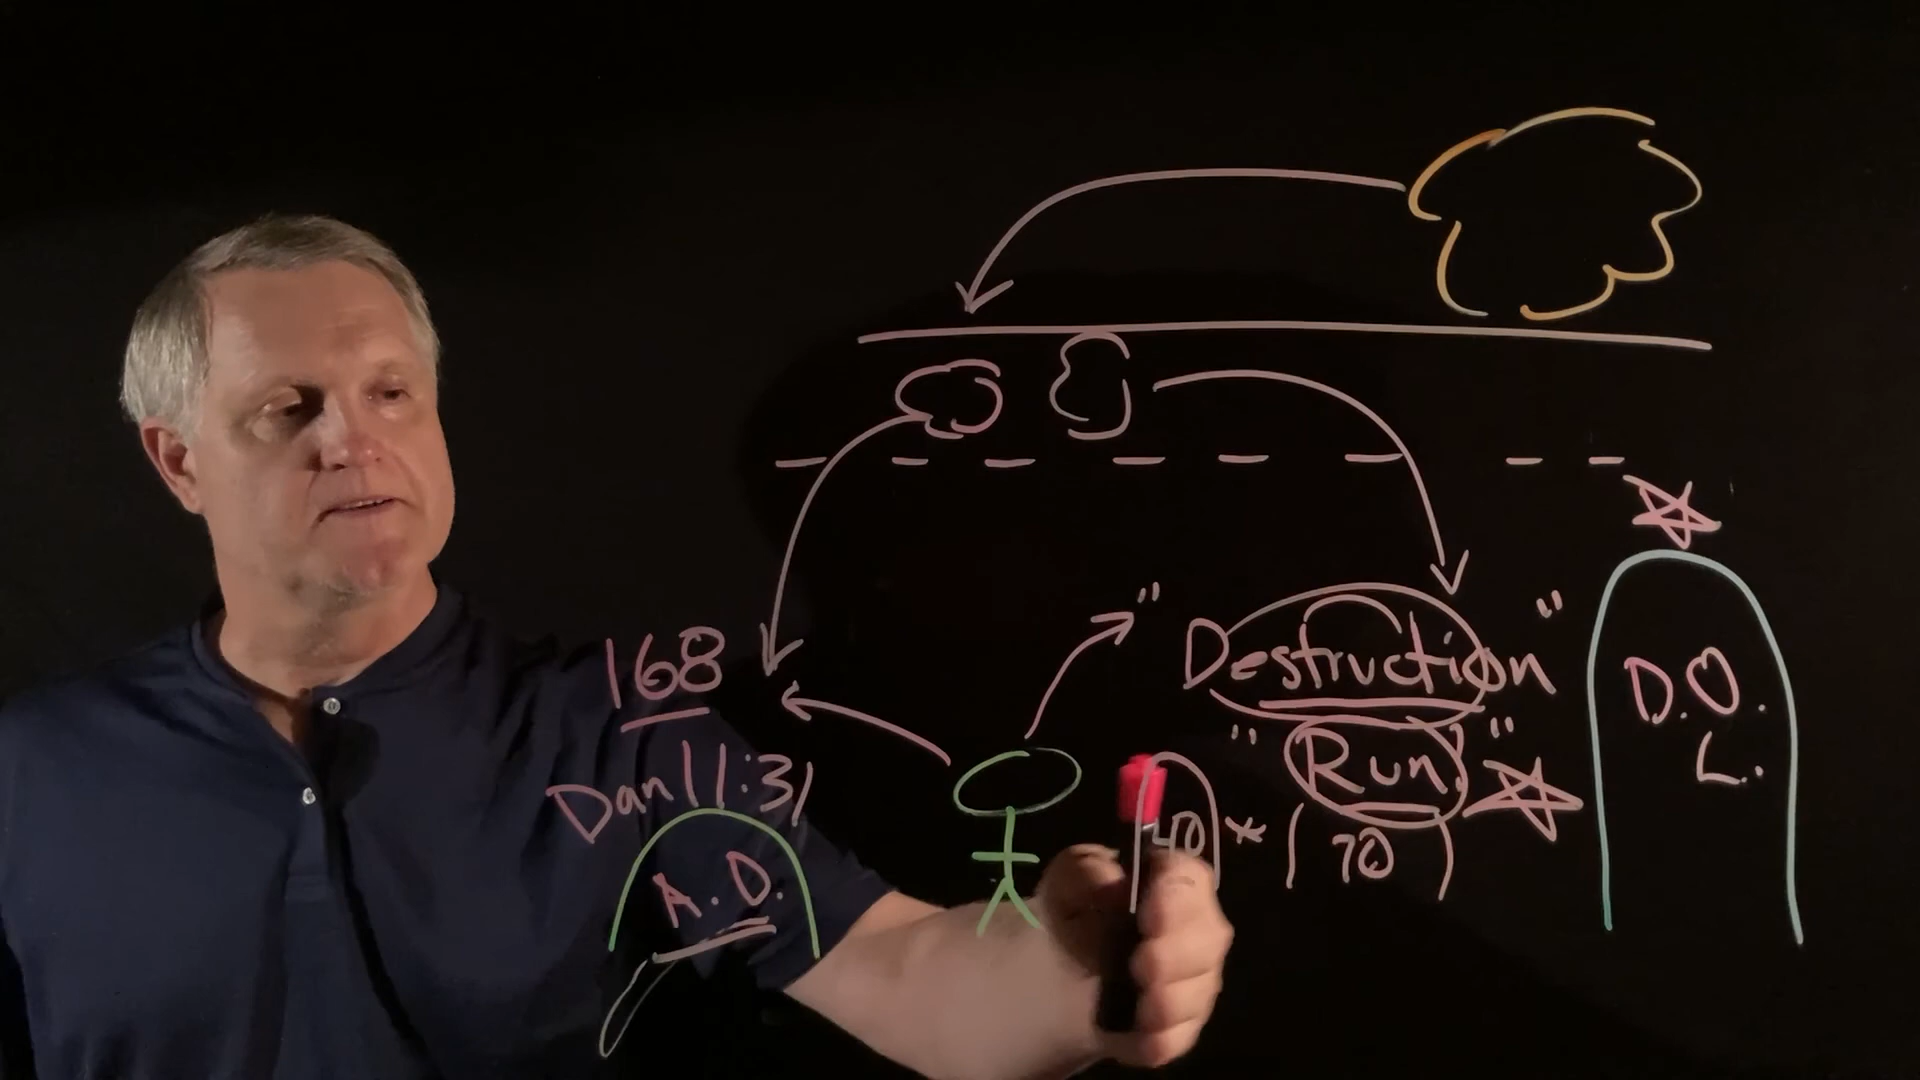 168
Dan 11:31
A. D.
" Destruction "
" Run! "
40 * 70
D. O.
L.